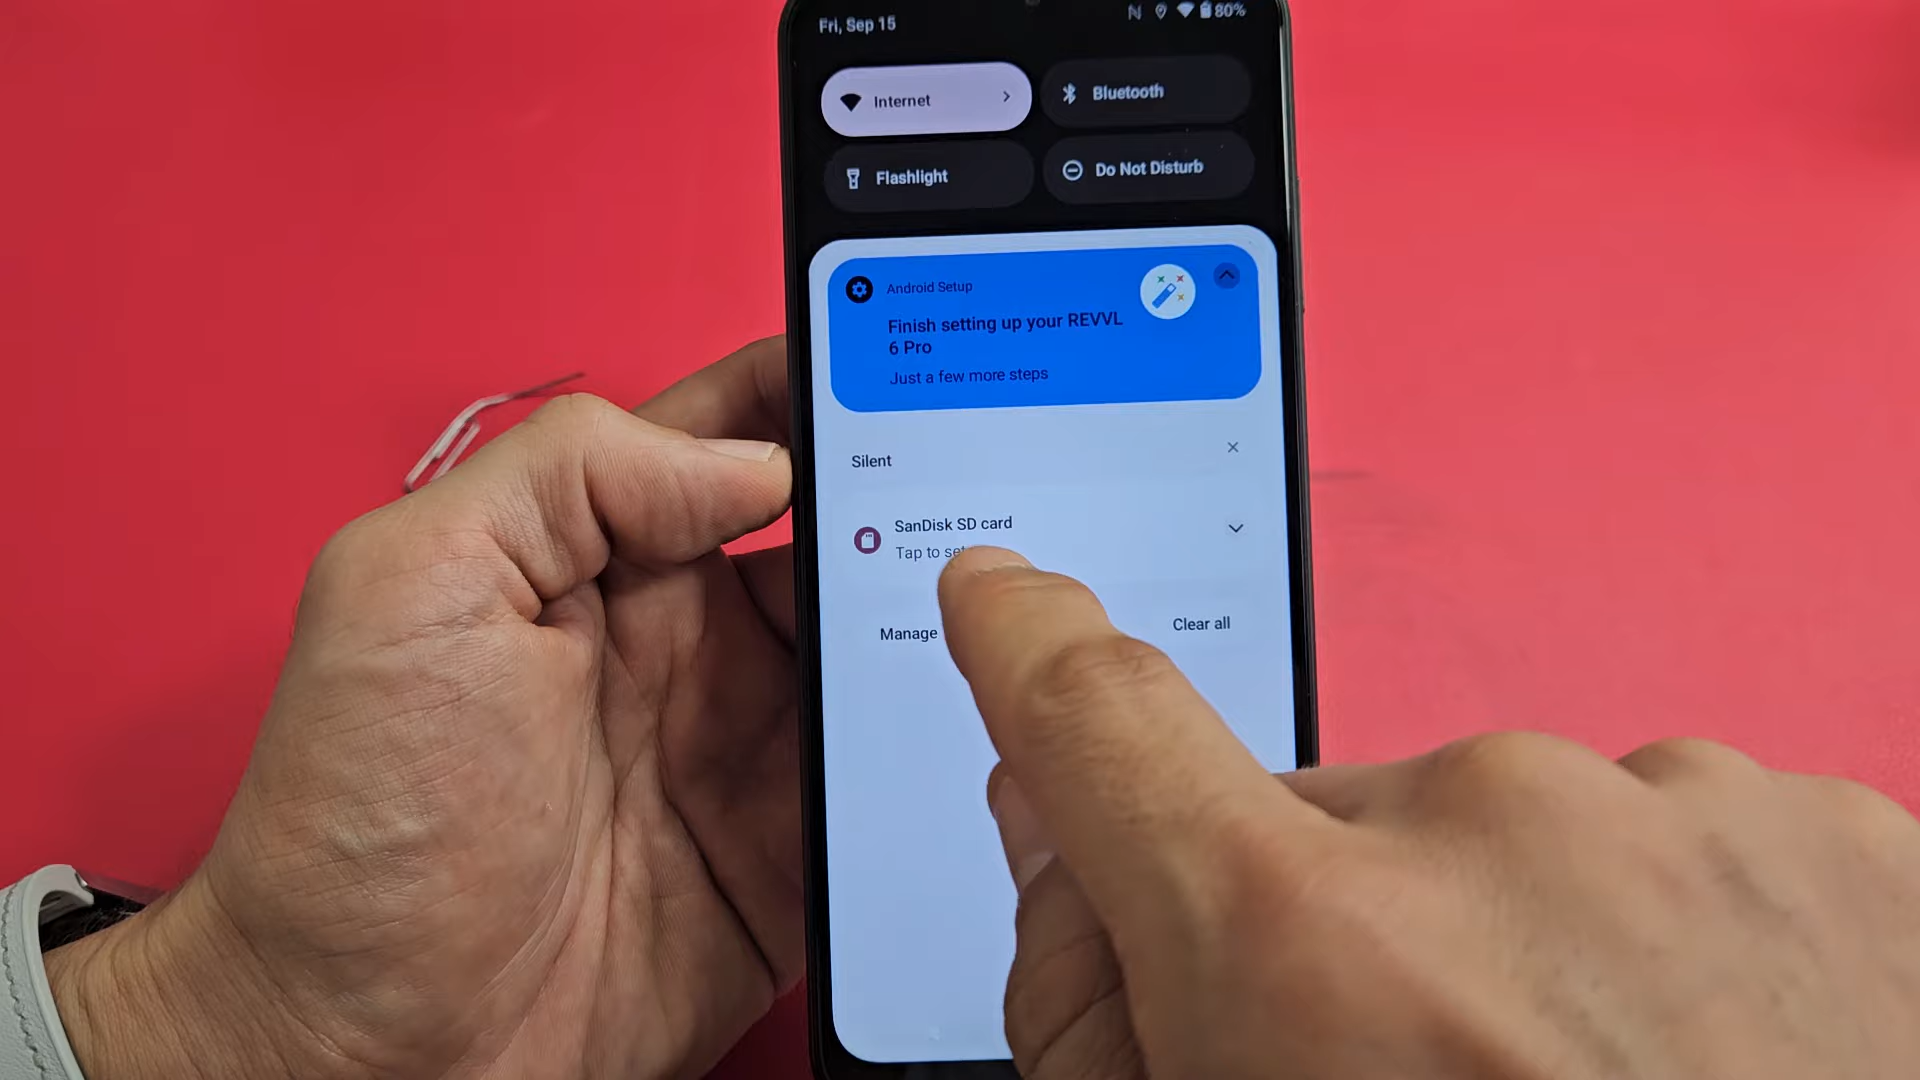 Fri, Sep 15
80%
Internet
Bluetooth
Flashlight
Do Not Disturb
Android Setup
Finish setting up your REVVL
6 Pro
Just a few more steps
Silent
SanDisk SD card
Tap to set
Manage
Clear all